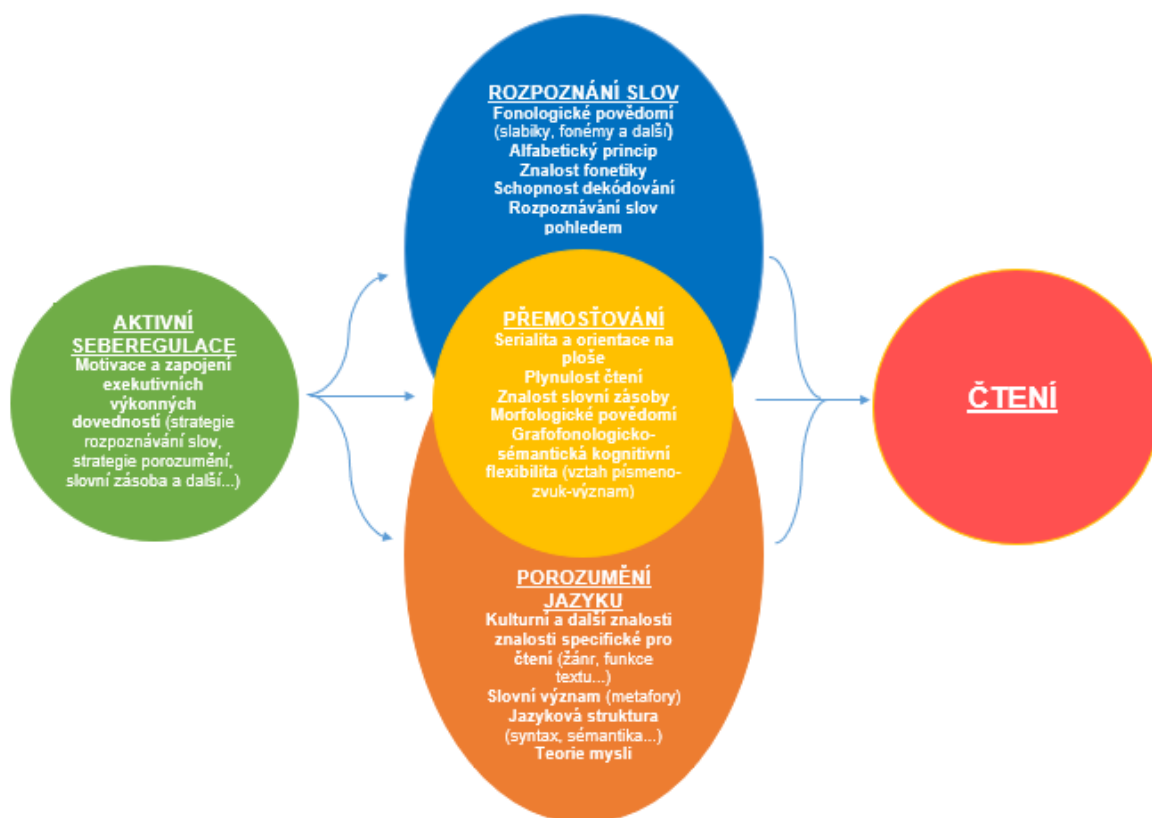 ROZPOZNÁNÍ SLOV
Fonologické povědomí
(slabiky, fonémy a další)
Alfabetický princip
Znalost fonetiky
Schopnost dekódování
Rozpoznávání slov
pohledem
AKTIVNÍ
SEBEREGULACE
Motivace a zapojení
exekutivních
výkonných
dovedností (strategie
rozpoznávání slov,
strategie porozumění,
slovní zásoba a další...)
PŘEMOSŤOVÁNÍ
Serialita a orientace na
ploše
Plynulost čtení
Znalost slovní zásoby
Morfologické povědomí
Grafofonologicko-
sémantická kognitivní
flexibilita (vztah písmeno-
zvuk-význam)
ČTENÍ
POROZUMĚNÍ
JAZYKU
Kulturní a další znalosti
znalosti specifické pro
čtení (žánr, funkce
textu...)
Slovní význam (metafory)
Jazyková struktura
(syntax, sémantika...)
Teorie mysli